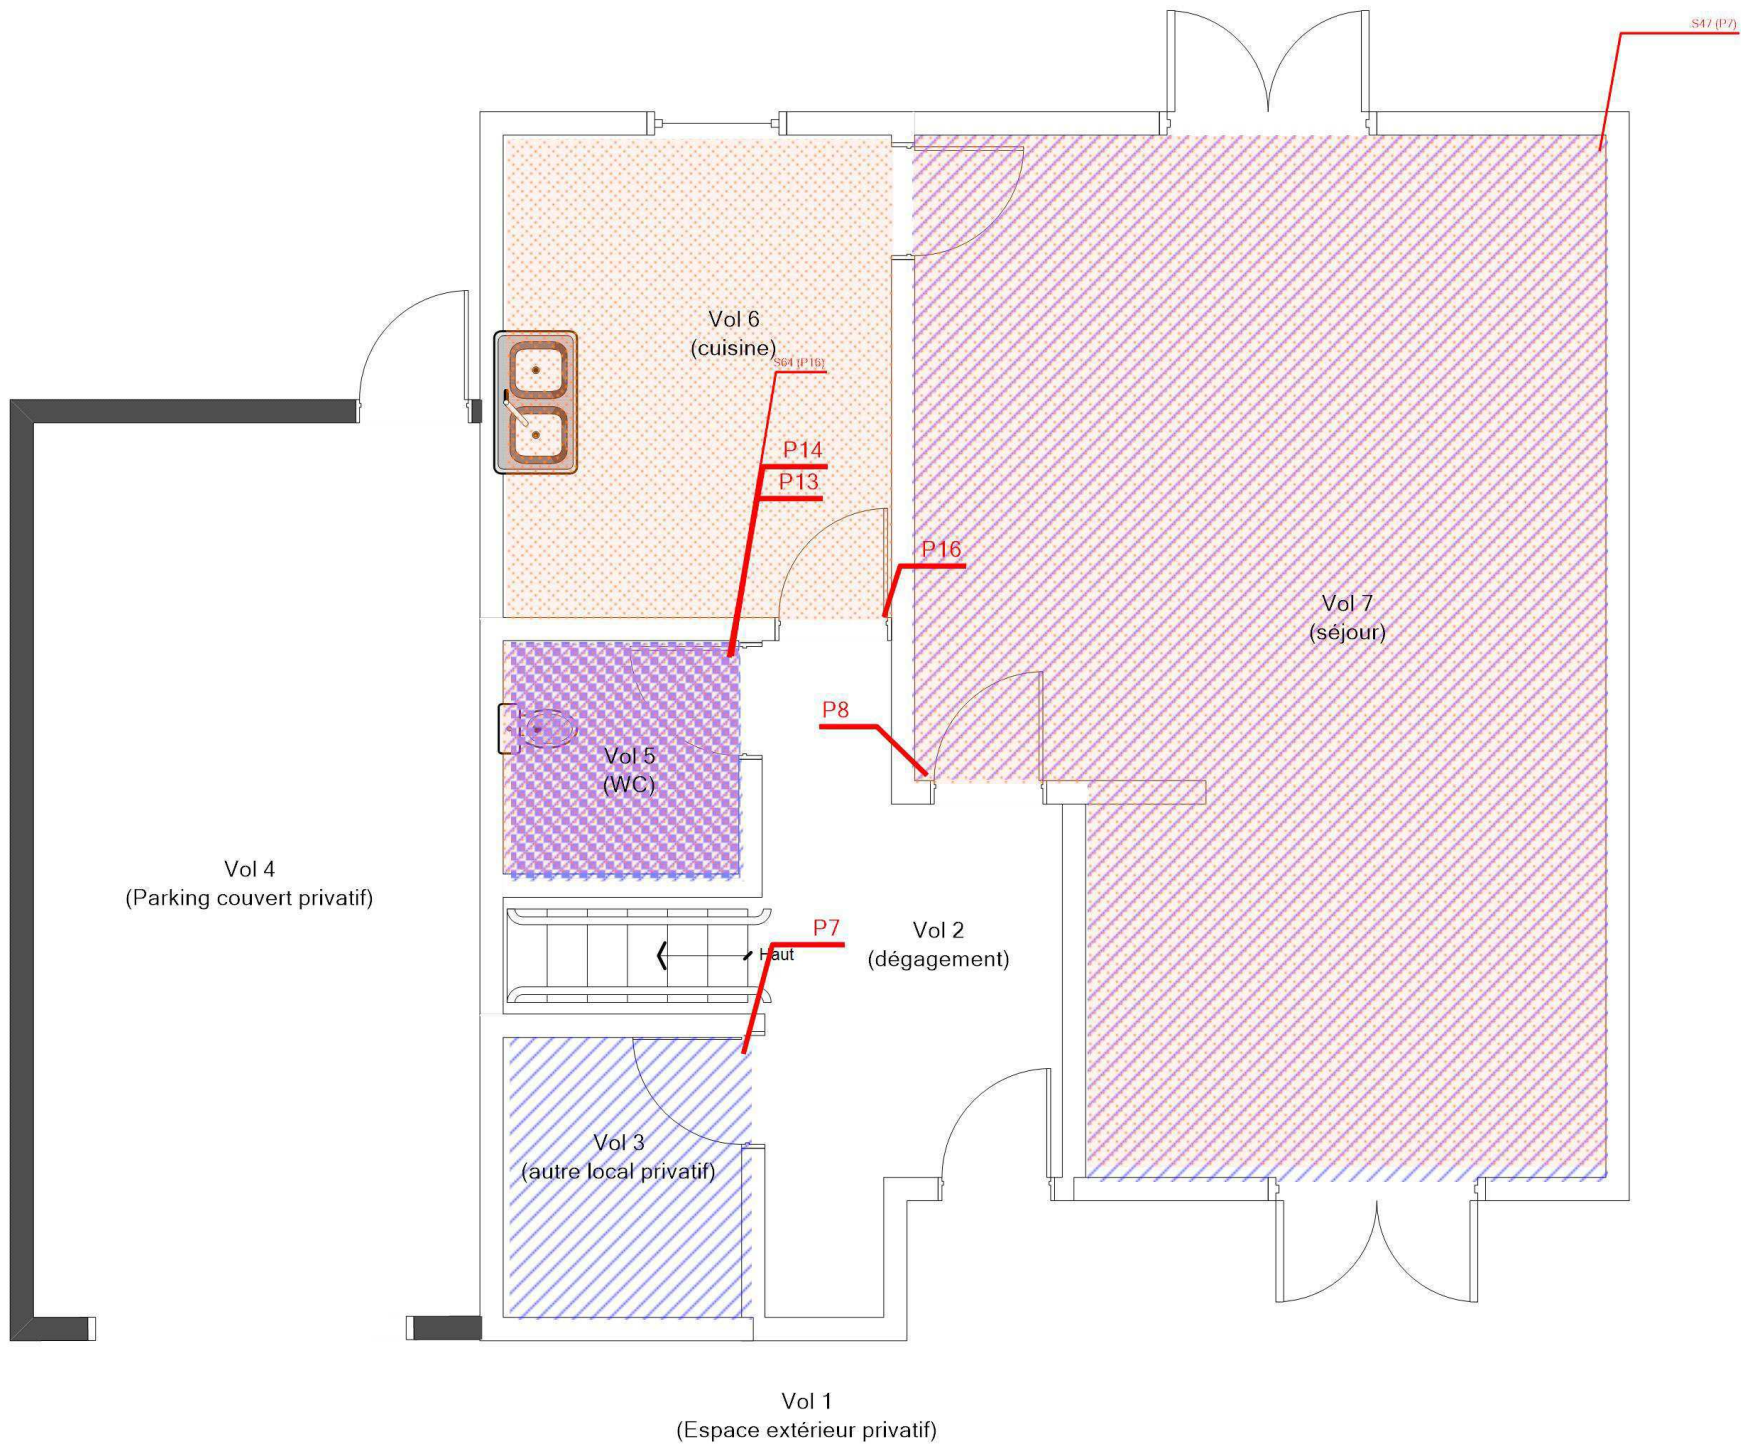 S47 (P7)
Vol 6
(cuisine)
S64 (P16)
P14
P13
P16
Vol 7
(séjour)
P8
Vol 5
(WC)
Vol 4
(Parking couvert privatif)
P7
Vol 2
(dégagement)
Haut
Vol 3
(autre local privatif)
Vol 1
(Espace extérieur privatif)